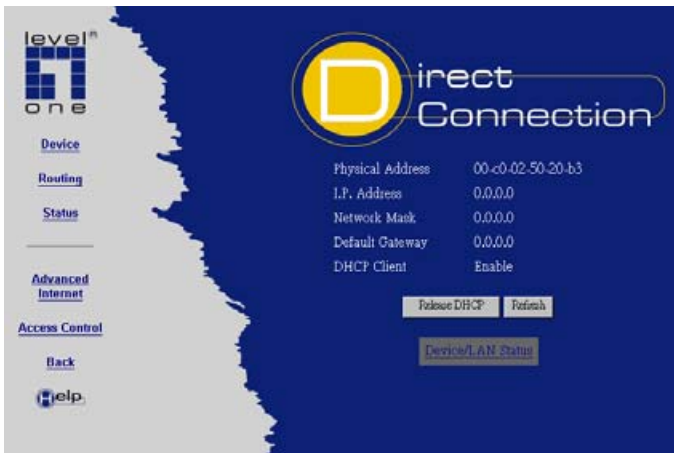 level
one
Device
Routing
Status
Advanced
Internet
Access Control
Back
Help
Direct
Connection
Physical Address 00-c0-02-50-20-b3
I.P. Address 0.0.0.0
Network Mask 0.0.0.0
Default Gateway 0.0.0.0
DHCP Client Enable
Release DHCP Refresh
Device/LAN Status